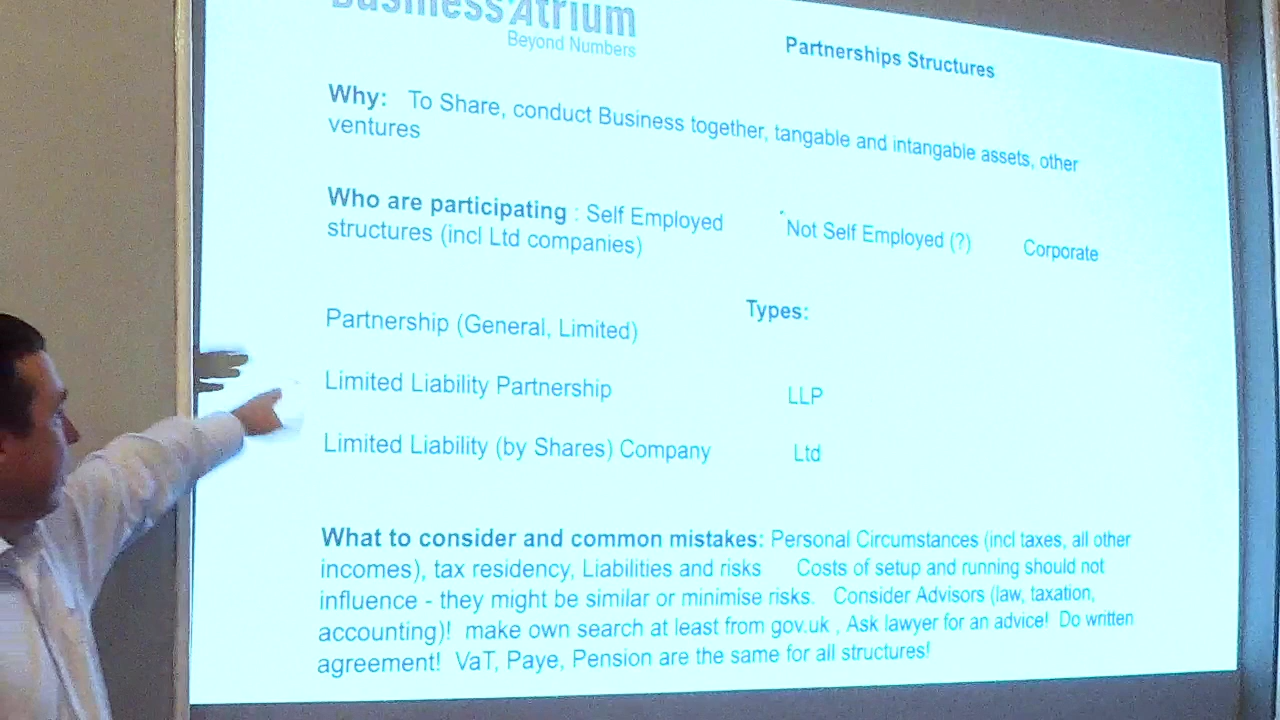 Business Atrium
Beyond Numbers
Partnerships Structures
Why: To Share, conduct Business together, tangable and intangable assets, other
ventures
Who are participating : Self Employed Not Self Employed (?) Corporate
structures (incl Ltd companies)
Types:
Partnership (General, Limited)
Limited Liability Partnership LLP
Limited Liability (by Shares) Company Ltd
What to consider and common mistakes: Personal Circumstances (incl taxes, all other
incomes), tax residency, Liabilities and risks Costs of setup and running should not
influence - they might be similar or minimise risks. Consider Advisors (law, taxation,
accounting)! make own search at least from gov.uk , Ask lawyer for an advice! Do written
agreement! VaT, Paye, Pension are the same for all structures!